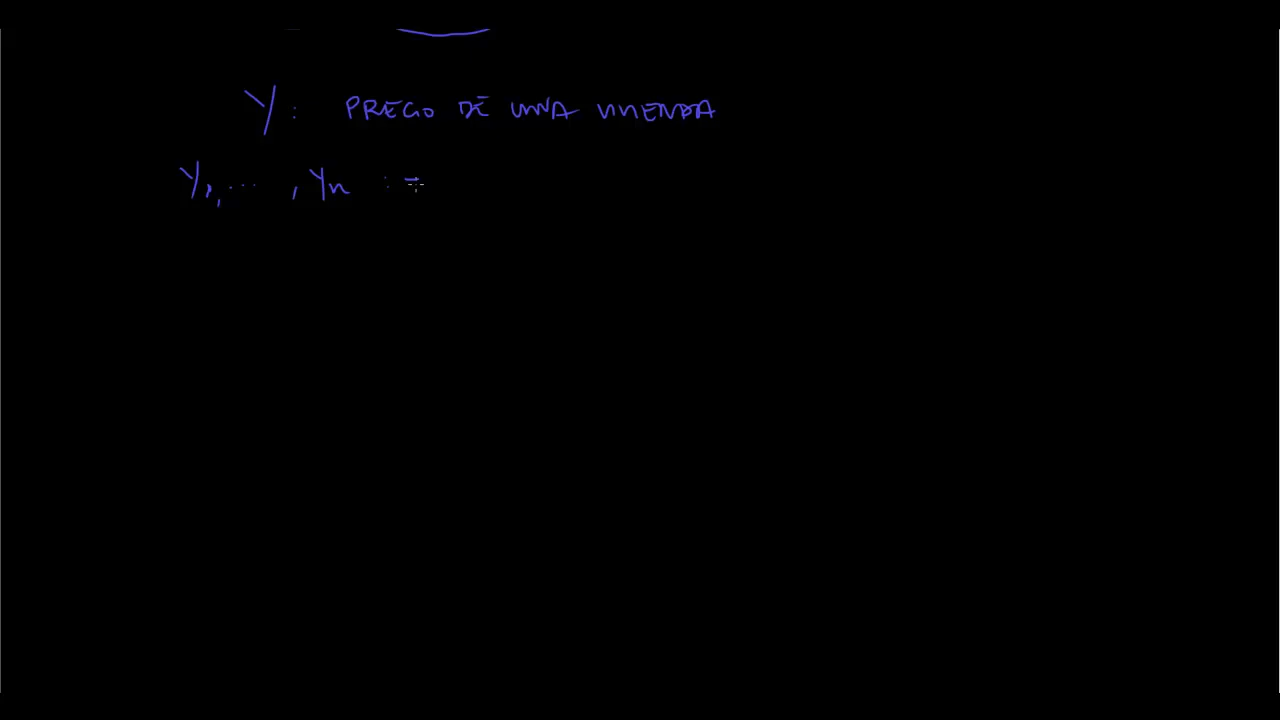 Y: PRECIO DE UNA VIVIENDA
Y1, ... , Yn :